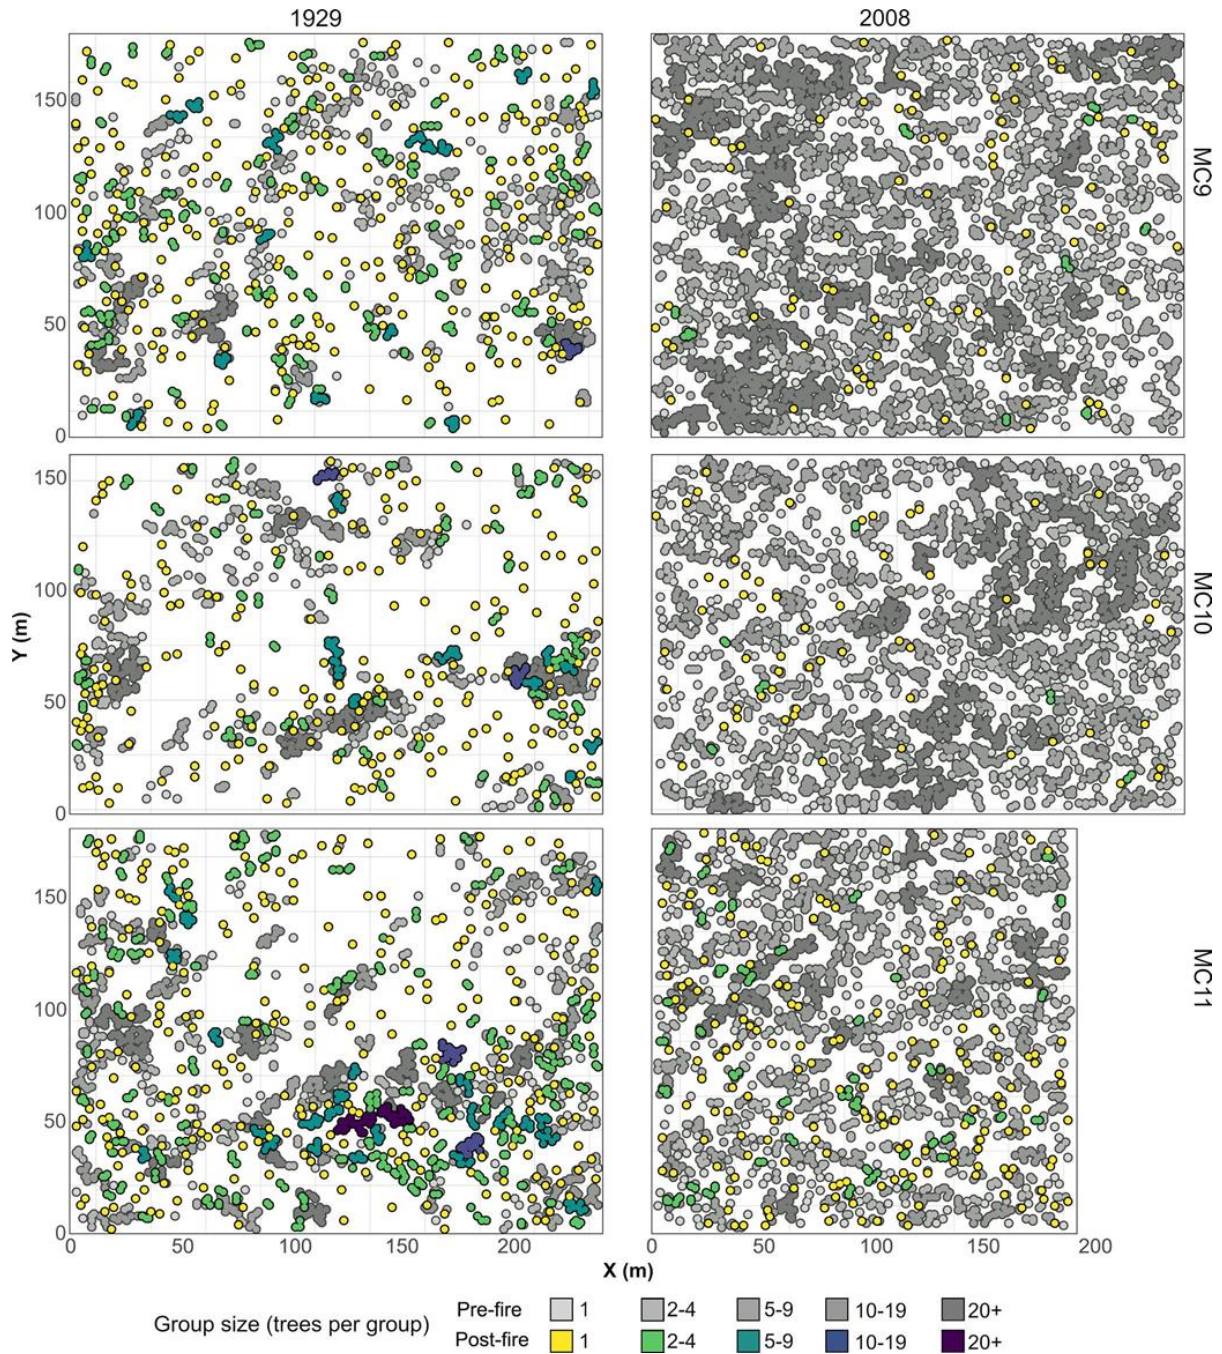 1929 2008
150
100
50
0
MC9
150
100
50
0
MC10
Y (m)
150
100
50
0
MC11
0 50 100 150 200 0 50 100 150 200
X (m)
Group size (trees per group)
Pre-fire 1 2-4 5-9 10-19 20+
Post-fire 1 2-4 5-9 10-19 20+